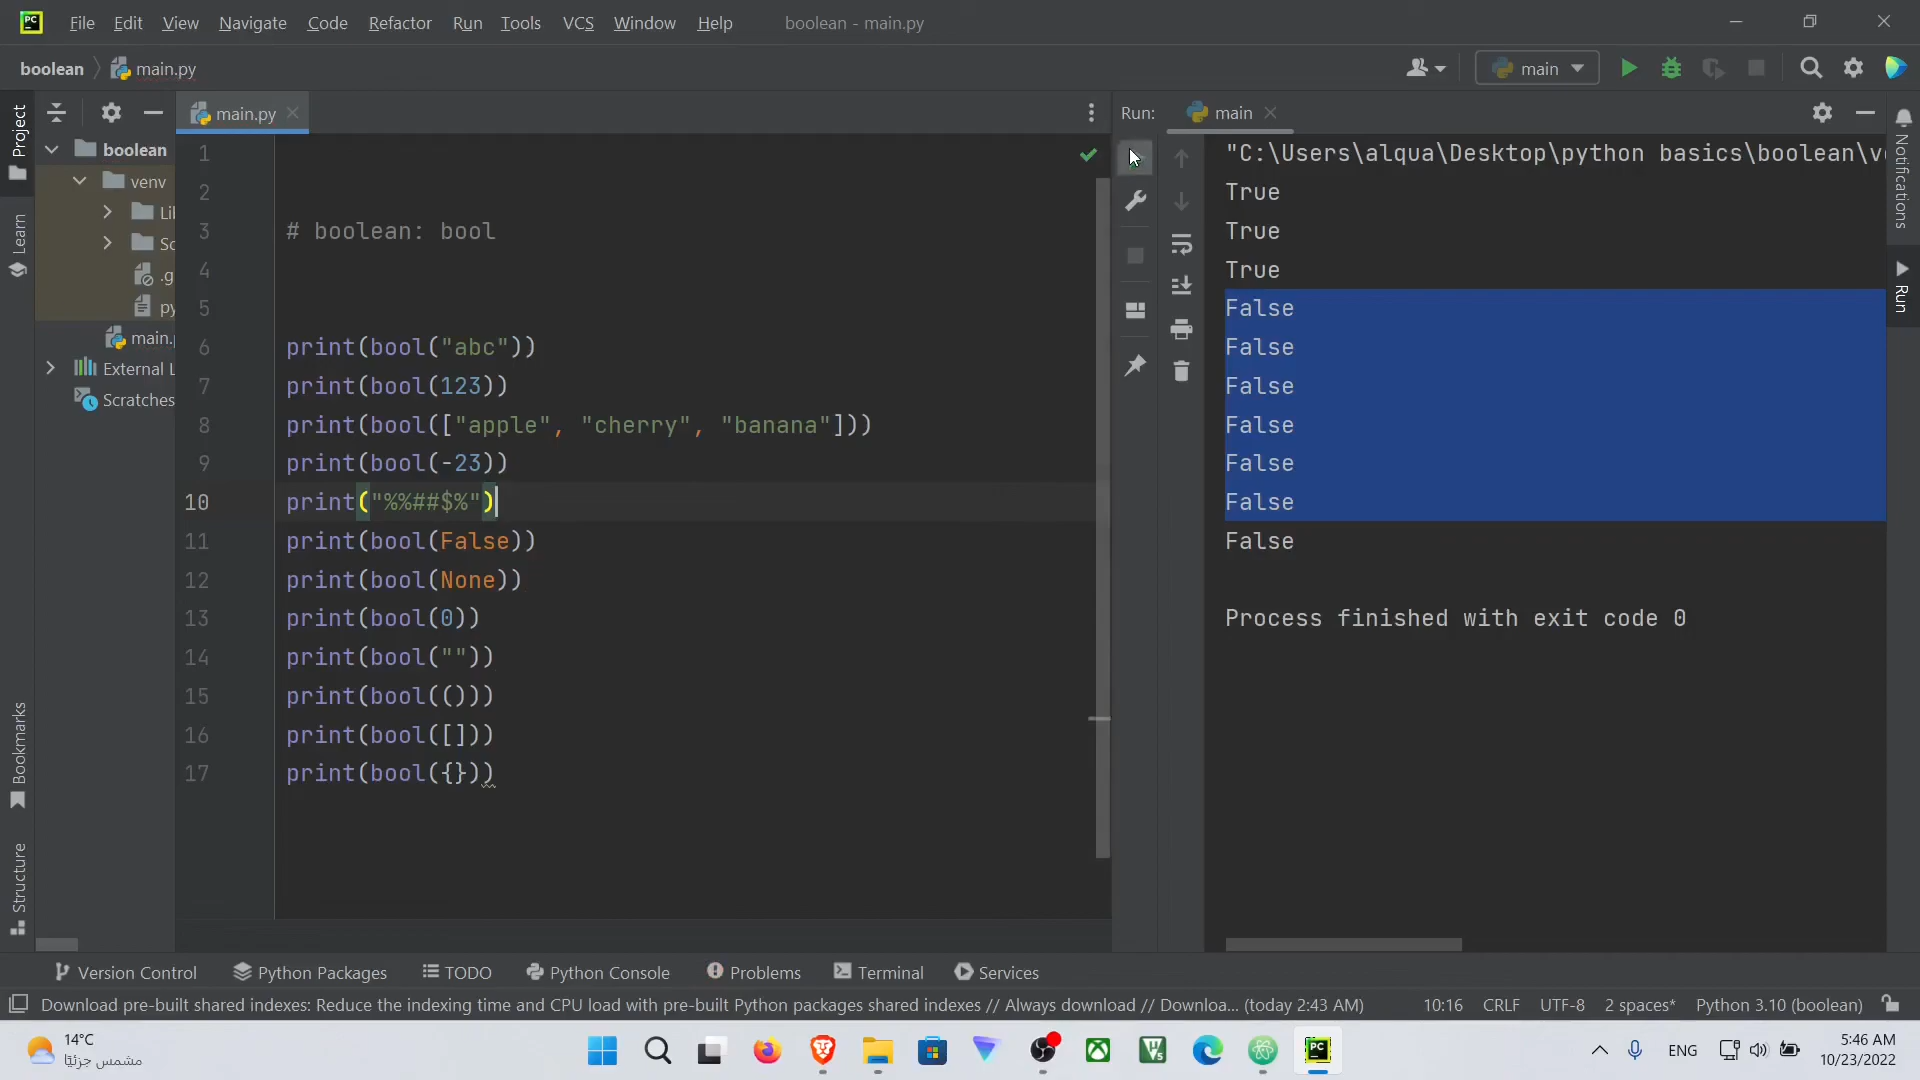 File Edit View Navigate Code Refactor Run Tools VCS Window Help boolean - main.py
boolean main.py main
Project
Learn
Bookmarks
Structure
boolean
venv
Li
Sc
.g
py
main.
External L
Scratches
main.py
1
2
3 # boolean: bool
4
5
6 print(bool("abc"))
7 print(bool(123))
8 print(bool(["apple", "cherry", "banana"]))
9 print(bool(-23))
10 print("%%##$%")
11 print(bool(False))
12 print(bool(None))
13 print(bool(0))
14 print(bool(""))
15 print(bool(()))
16 print(bool([]))
17 print(bool({}))
Run: main
"C:\Users\alqua\Desktop\python basics\boolean\v
True
True
True
False
False
False
False
False
False
False
Process finished with exit code 0
Notifications
Run
Version Control Python Packages TODO Python Console Problems Terminal Services
Download pre-built shared indexes: Reduce the indexing time and CPU load with pre-built Python packages shared indexes // Always download // Downloa... (today 2:43 AM) 10:16 CRLF UTF-8 2 spaces* Python 3.10 (boolean)
14°C
مشمس جزئيًا
ENG
5:46 AM
10/23/2022